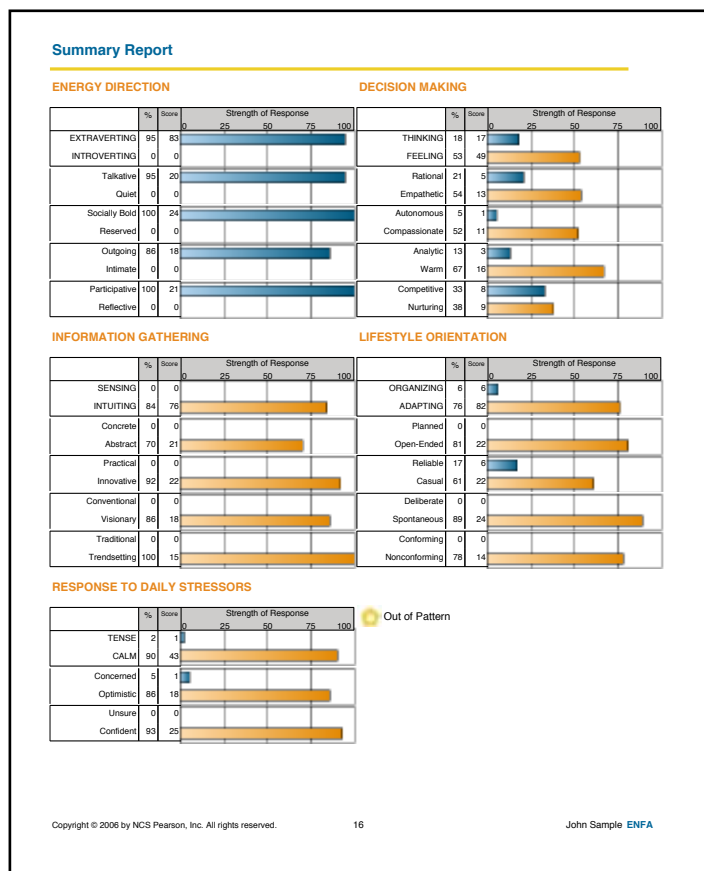 Summary Report
ENERGY DIRECTION
% Score Strength of Response
0 25 50 75 100
EXTRAVERTING 95 83
INTROVERTING 0 0
Talkative 95 20
Quiet 0 0
Socially Bold 100 24
Reserved 0 0
Outgoing 86 18
Intimate 0 0
Participative 100 21
Reflective 0 0
DECISION MAKING
% Score Strength of Response
0 25 50 75 100
THINKING 18 17
FEELING 53 49
Rational 21 5
Empathetic 54 13
Autonomous 5 1
Compassionate 52 11
Analytic 13 3
Warm 67 16
Competitive 33 8
Nurturing 38 9
INFORMATION GATHERING
% Score Strength of Response
0 25 50 75 100
SENSING 0 0
INTUITING 84 76
Concrete 0 0
Abstract 70 21
Practical 0 0
Innovative 92 22
Conventional 0 0
Visionary 86 18
Traditional 0 0
Trendsetting 100 15
LIFESTYLE ORIENTATION
% Score Strength of Response
0 25 50 75 100
ORGANIZING 6 6
ADAPTING 76 82
Planned 0 0
Open-Ended 81 22
Reliable 17 6
Casual 61 22
Deliberate 0 0
Spontaneous 89 24
Conforming 0 0
Nonconforming 78 14
RESPONSE TO DAILY STRESSORS
% Score Strength of Response
0 25 50 75 100
TENSE 2 1
CALM 90 43
Concerned 5 1
Optimistic 86 18
Unsure 0 0
Confident 93 25
Out of Pattern
Copyright © 2006 by NCS Pearson, Inc. All rights reserved. 16 John Sample ENFA